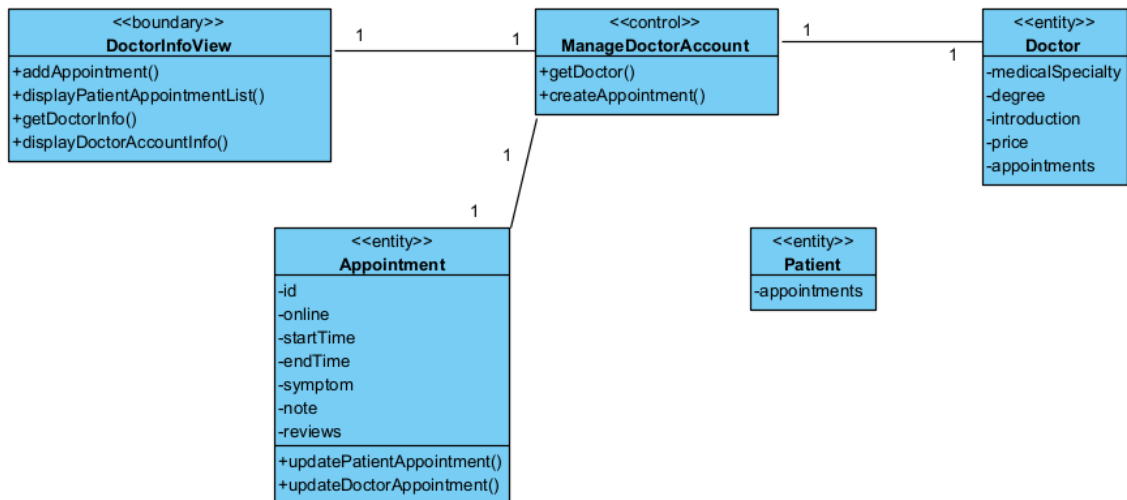 <<boundary>>
DoctorInfoView
+addAppointment()
+displayPatientAppointmentList()
+getDoctorInfo()
+displayDoctorAccountInfo()
1
1
<<control>>
ManageDoctorAccount
+getDoctor()
+createAppointment()
1
1
<<entity>>
Doctor
-medicalSpecialty
-degree
-introduction
-price
-appointments
1
1
<<entity>>
Appointment
-id
-online
-startTime
-endTime
-symptom
-note
-reviews
+updatePatientAppointment()
+updateDoctorAppointment()
<<entity>>
Patient
-appointments